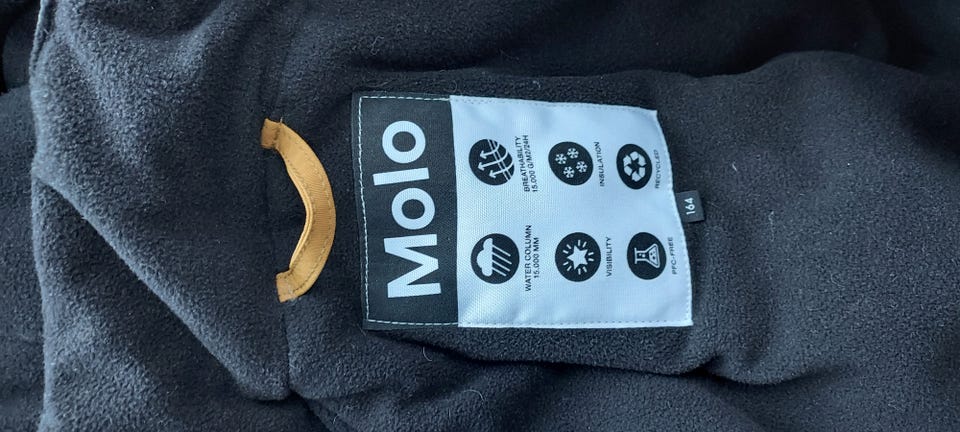 Molo
WATER COLUMN
15.000 MM
BREATHABILITY
15.000 G/M2/24H
VISIBILITY
INSULATION
PFC-FREE
RECYCLED
164